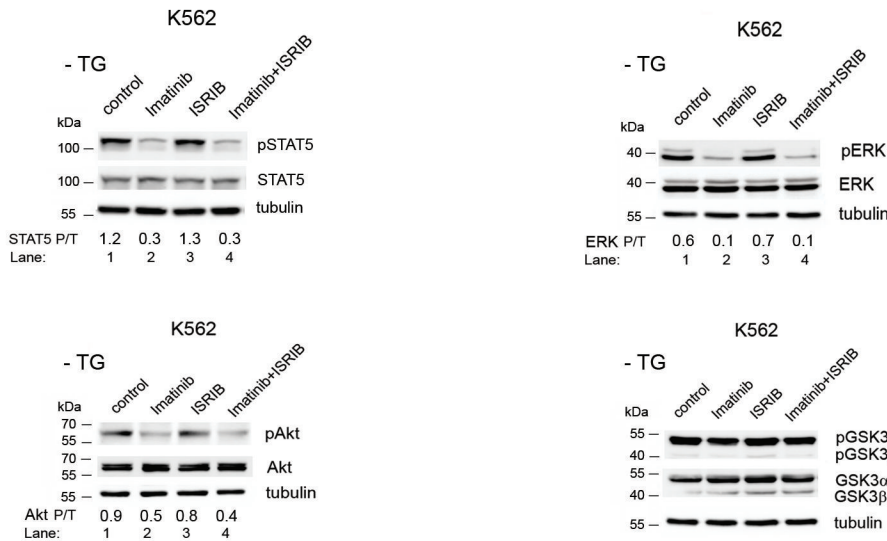 K562
- TG
control
Imatinib
ISRIB
Imatinib+ISRIB
kDa
100
pSTAT5
100
STAT5
55
tubulin
STAT5 P/T 1.2 0.3 1.3 0.3
Lane: 1 2 3 4
K562
- TG
control
Imatinib
ISRIB
Imatinib+ISRIB
kDa
40
pERK
40
ERK
55
tubulin
ERK P/T 0.6 0.1 0.7 0.1
Lane: 1 2 3 4
K562
- TG
control
Imatinib
ISRIB
Imatinib+ISRIB
kDa
70
55
pAkt
70
55
Akt
55
tubulin
Akt P/T 0.9 0.5 0.8 0.4
Lane: 1 2 3 4
K562
- TG
control
Imatinib
ISRIB
Imatinib+ISRIB
kDa
55
pGSK3
40
pGSK3
55
GSK3α
40
GSK3β
55
tubulin